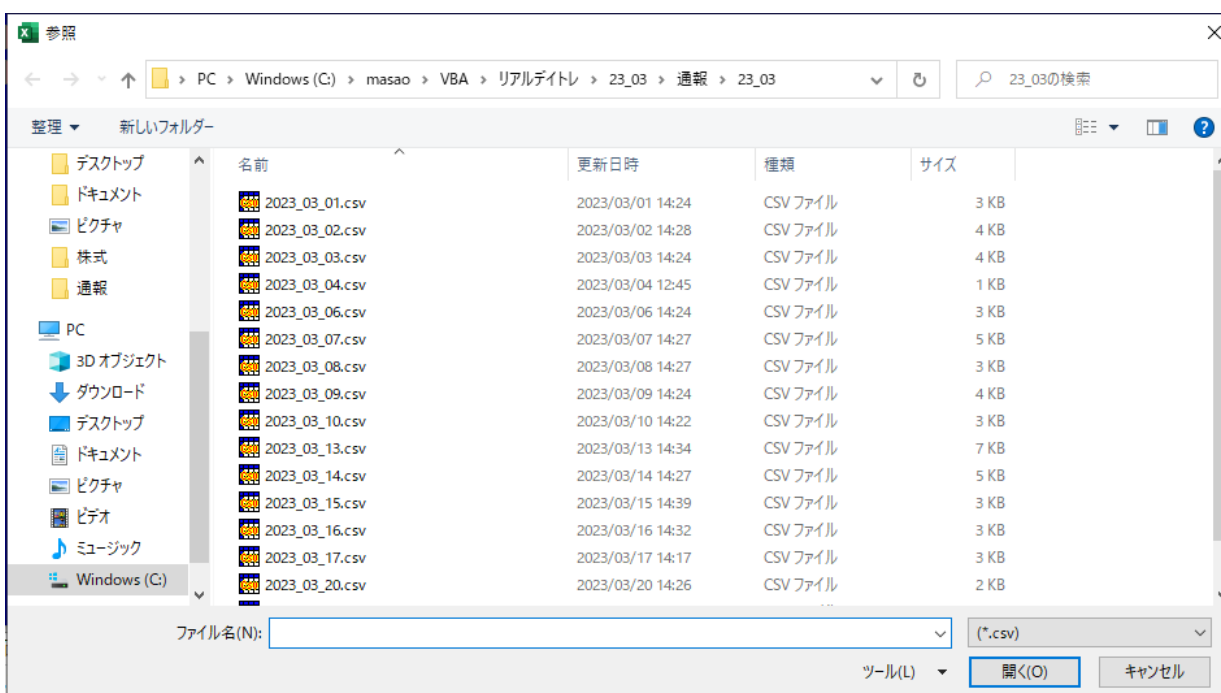 参照
PC › Windows (C:) › masao › VBA › リアルデイトレ › 23_03 › 通報 › 23_03
23_03の検索
整理 新しいフォルダー
デスクトップ
ドキュメント
ピクチャ
株式
通報
PC
3D オブジェクト
ダウンロード
デスクトップ
ドキュメント
ピクチャ
ビデオ
ミュージック
Windows (C:)
名前 更新日時 種類 サイズ
2023_03_01.csv 2023/03/01 14:24 CSV ファイル 3 KB
2023_03_02.csv 2023/03/02 14:28 CSV ファイル 4 KB
2023_03_03.csv 2023/03/03 14:24 CSV ファイル 4 KB
2023_03_04.csv 2023/03/04 12:45 CSV ファイル 1 KB
2023_03_06.csv 2023/03/06 14:24 CSV ファイル 3 KB
2023_03_07.csv 2023/03/07 14:27 CSV ファイル 5 KB
2023_03_08.csv 2023/03/08 14:27 CSV ファイル 3 KB
2023_03_09.csv 2023/03/09 14:24 CSV ファイル 4 KB
2023_03_10.csv 2023/03/10 14:22 CSV ファイル 3 KB
2023_03_13.csv 2023/03/13 14:34 CSV ファイル 7 KB
2023_03_14.csv 2023/03/14 14:27 CSV ファイル 5 KB
2023_03_15.csv 2023/03/15 14:39 CSV ファイル 3 KB
2023_03_16.csv 2023/03/16 14:32 CSV ファイル 3 KB
2023_03_17.csv 2023/03/17 14:17 CSV ファイル 3 KB
2023_03_20.csv 2023/03/20 14:26 CSV ファイル 2 KB
ファイル名(N): (*.csv)
ツール(L) 開く(O) キャンセル